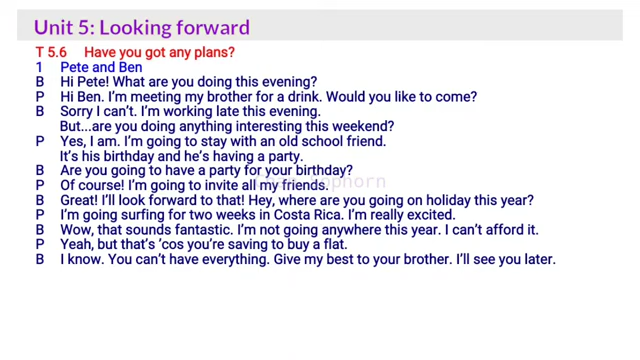 Unit 5: Looking forward
T 5.6 Have you got any plans?
1 Pete and Ben
B Hi Pete! What are you doing this evening?
P Hi Ben. I'm meeting my brother for a drink. Would you like to come?
B Sorry I can't. I'm working late this evening.
But...are you doing anything interesting this weekend?
P Yes, I am. I'm going to stay with an old school friend.
It's his birthday and he's having a party.
B Are you going to have a party for your birthday?
P Of course! I'm going to invite all my friends.
B Great! I'll look forward to that! Hey, where are you going on holiday this year?
P I'm going surfing for two weeks in Costa Rica. I'm really excited.
B Wow, that sounds fantastic. I'm not going anywhere this year. I can't afford it.
P Yeah, but that's 'cos you're saving to buy a flat.
B I know. You can't have everything. Give my best to your brother. I'll see you later.